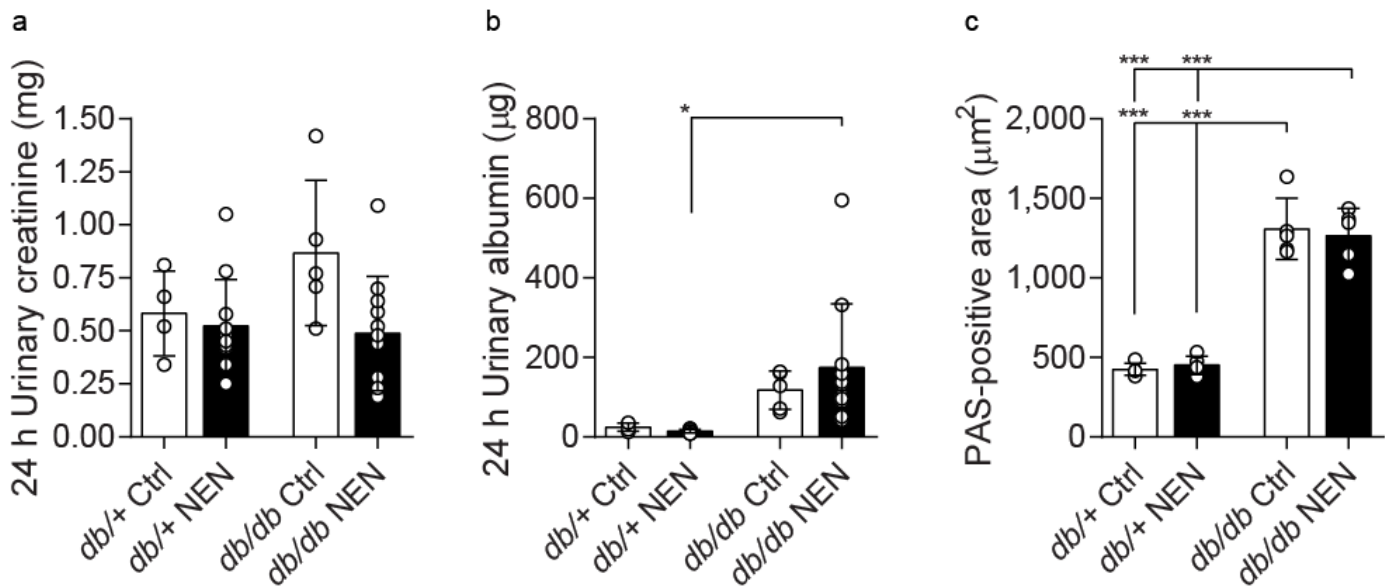 a
24 h Urinary creatinine (mg)
1.50
1.25
1.00
0.75
0.50
0.25
0.00
db/+ Ctrl
db/+ NEN
db/db Ctrl
db/db NEN
b
24 h Urinary albumin (µg)
800
600
400
200
0
*
db/+ Ctrl
db/+ NEN
db/db Ctrl
db/db NEN
c
PAS-positive area (µm²)
*** ***
*** ***
2,000
1,500
1,000
500
0
db/+ Ctrl
db/+ NEN
db/db Ctrl
db/db NEN